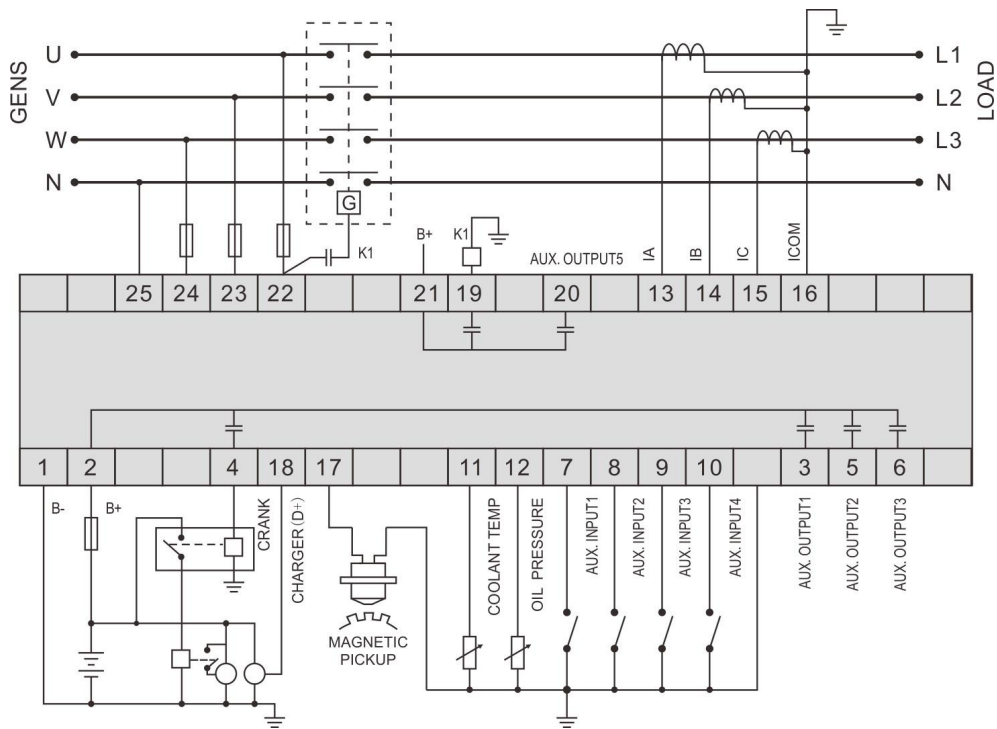 GENS
U
V
W
N
L1
L2
L3
N
LOAD
G
K1
B+
K1
AUX. OUTPUT5
IA
IB
IC
ICOM
25 24 23 22 21 19 20 13 14 15 16
1 2 4 18 17 11 12 7 8 9 10 3 5 6
B-
B+
CRANK
CHARGER (D+)
MAGNETIC
PICKUP
COOLANT TEMP
OIL PRESSURE
AUX. INPUT1
AUX. INPUT2
AUX. INPUT3
AUX. INPUT4
AUX. OUTPUT1
AUX. OUTPUT2
AUX. OUTPUT3